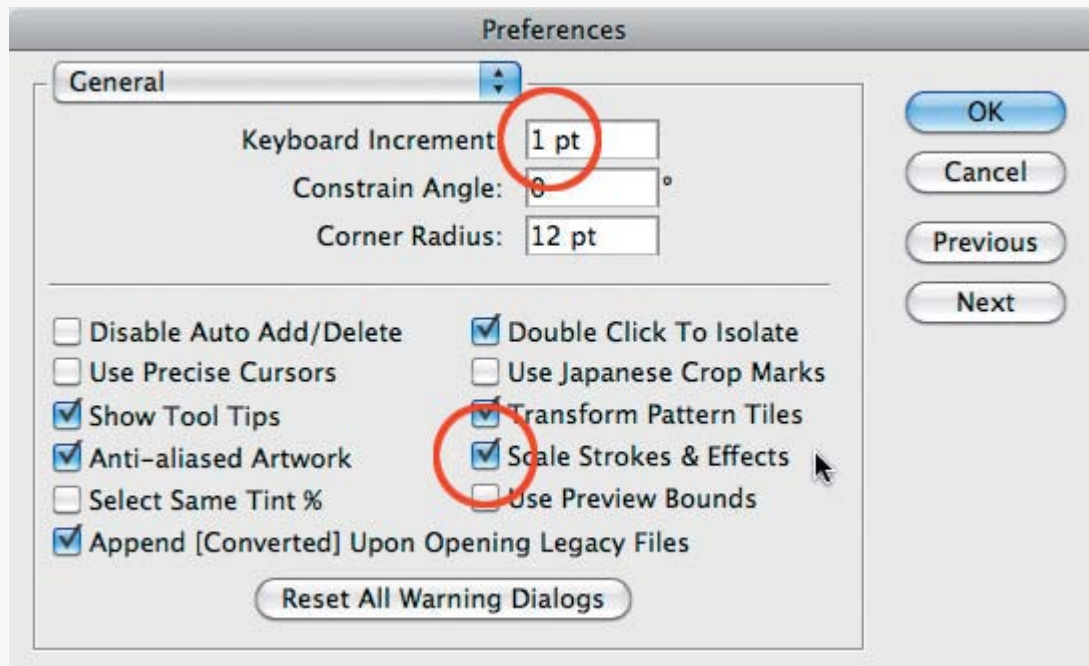 Preferences
General
Keyboard Increment: 1 pt
Constrain Angle: 0 °
Corner Radius: 12 pt
OK
Cancel
Previous
Next
Disable Auto Add/Delete
Double Click To Isolate
Use Precise Cursors
Use Japanese Crop Marks
Show Tool Tips
Transform Pattern Tiles
Anti-aliased Artwork
Scale Strokes & Effects
Select Same Tint %
Use Preview Bounds
Append [Converted] Upon Opening Legacy Files
Reset All Warning Dialogs